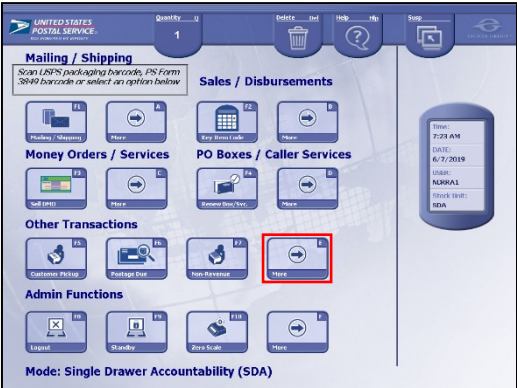 UNITED STATES
POSTAL SERVICE®
Quantity U
1
Delete Del
Help Hlp
Susp
Mailing / Shipping
Scan USPS packaging barcode, PS Form
3849 barcode or select an option below
Sales / Disbursements
F1
Mailing / Shipping
A
More
F2
Key Item Code
B
More
Money Orders / Services
PO Boxes / Caller Services
F3
Sell DMO
C
More
F4
Renew Box/Svc.
D
More
Other Transactions
F5
Customer Pickup
F6
Postage Due
F7
Non-Revenue
E
More
Admin Functions
F8
Logout
F9
Standby
F10
Zero Scale
F
More
Mode: Single Drawer Accountability (SDA)
Time:
7:23 AM
DATE:
6/7/2019
USER:
NJRRA1
Stock Unit:
SDA